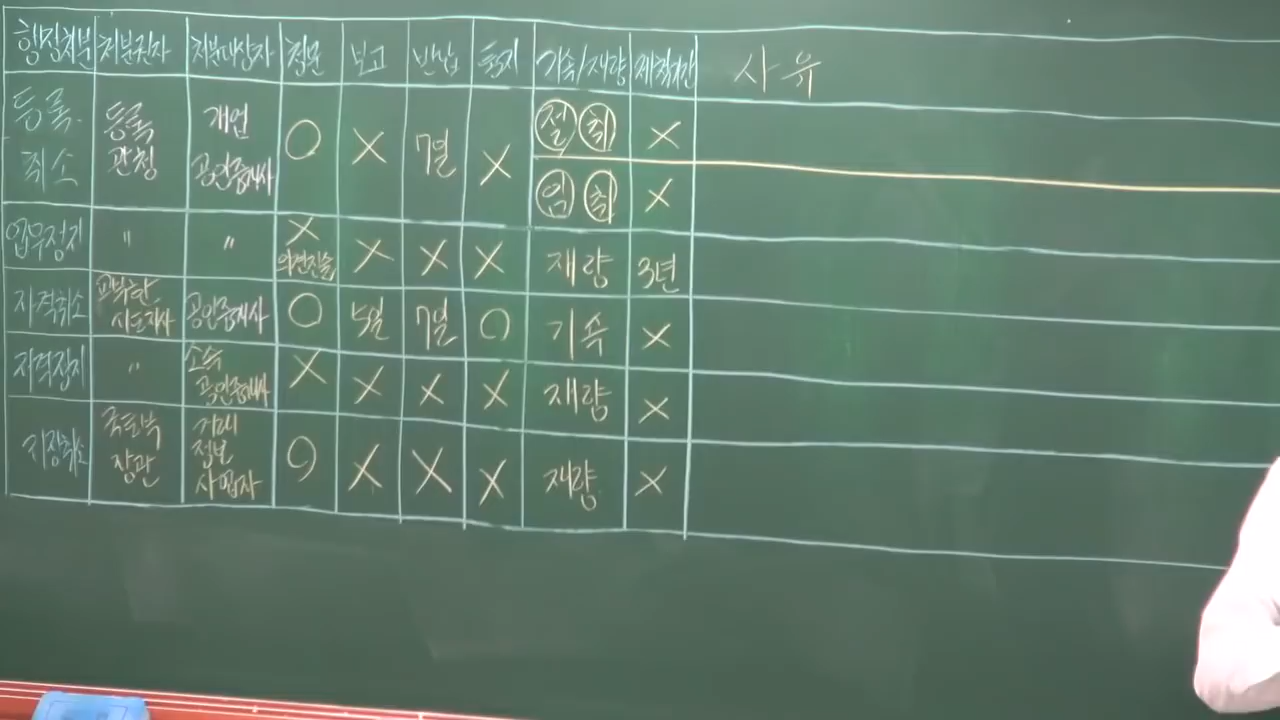 행정처분 처분권자 처분대상자 청문 보고 반납 통지 기속/재량 제척기간 사유
등록 취소 등록 관청 개업 공인중개사 ○ × 7일 × 절 취 ×
임 취 ×
업무정지 〃 〃 × 의견진술 × × × 재량 3년
자격취소 교부한 시·도지사 공인중개사 ○ 5일 7일 ○ 기속 ×
자격정지 〃 소속 공인중개사 × × × × 재량 ×
지정취소 국토부 장관 거래 정보 사업자 ○ × × × 재량 ×